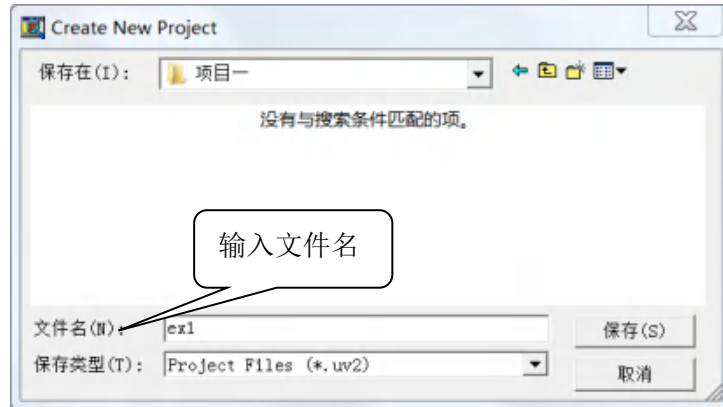 Create New Project
保存在(I):
项目一
没有与搜索条件匹配的项。
输入文件名
文件名(N): ex1 保存(S)
保存类型(T): Project Files (*.uv2) 取消